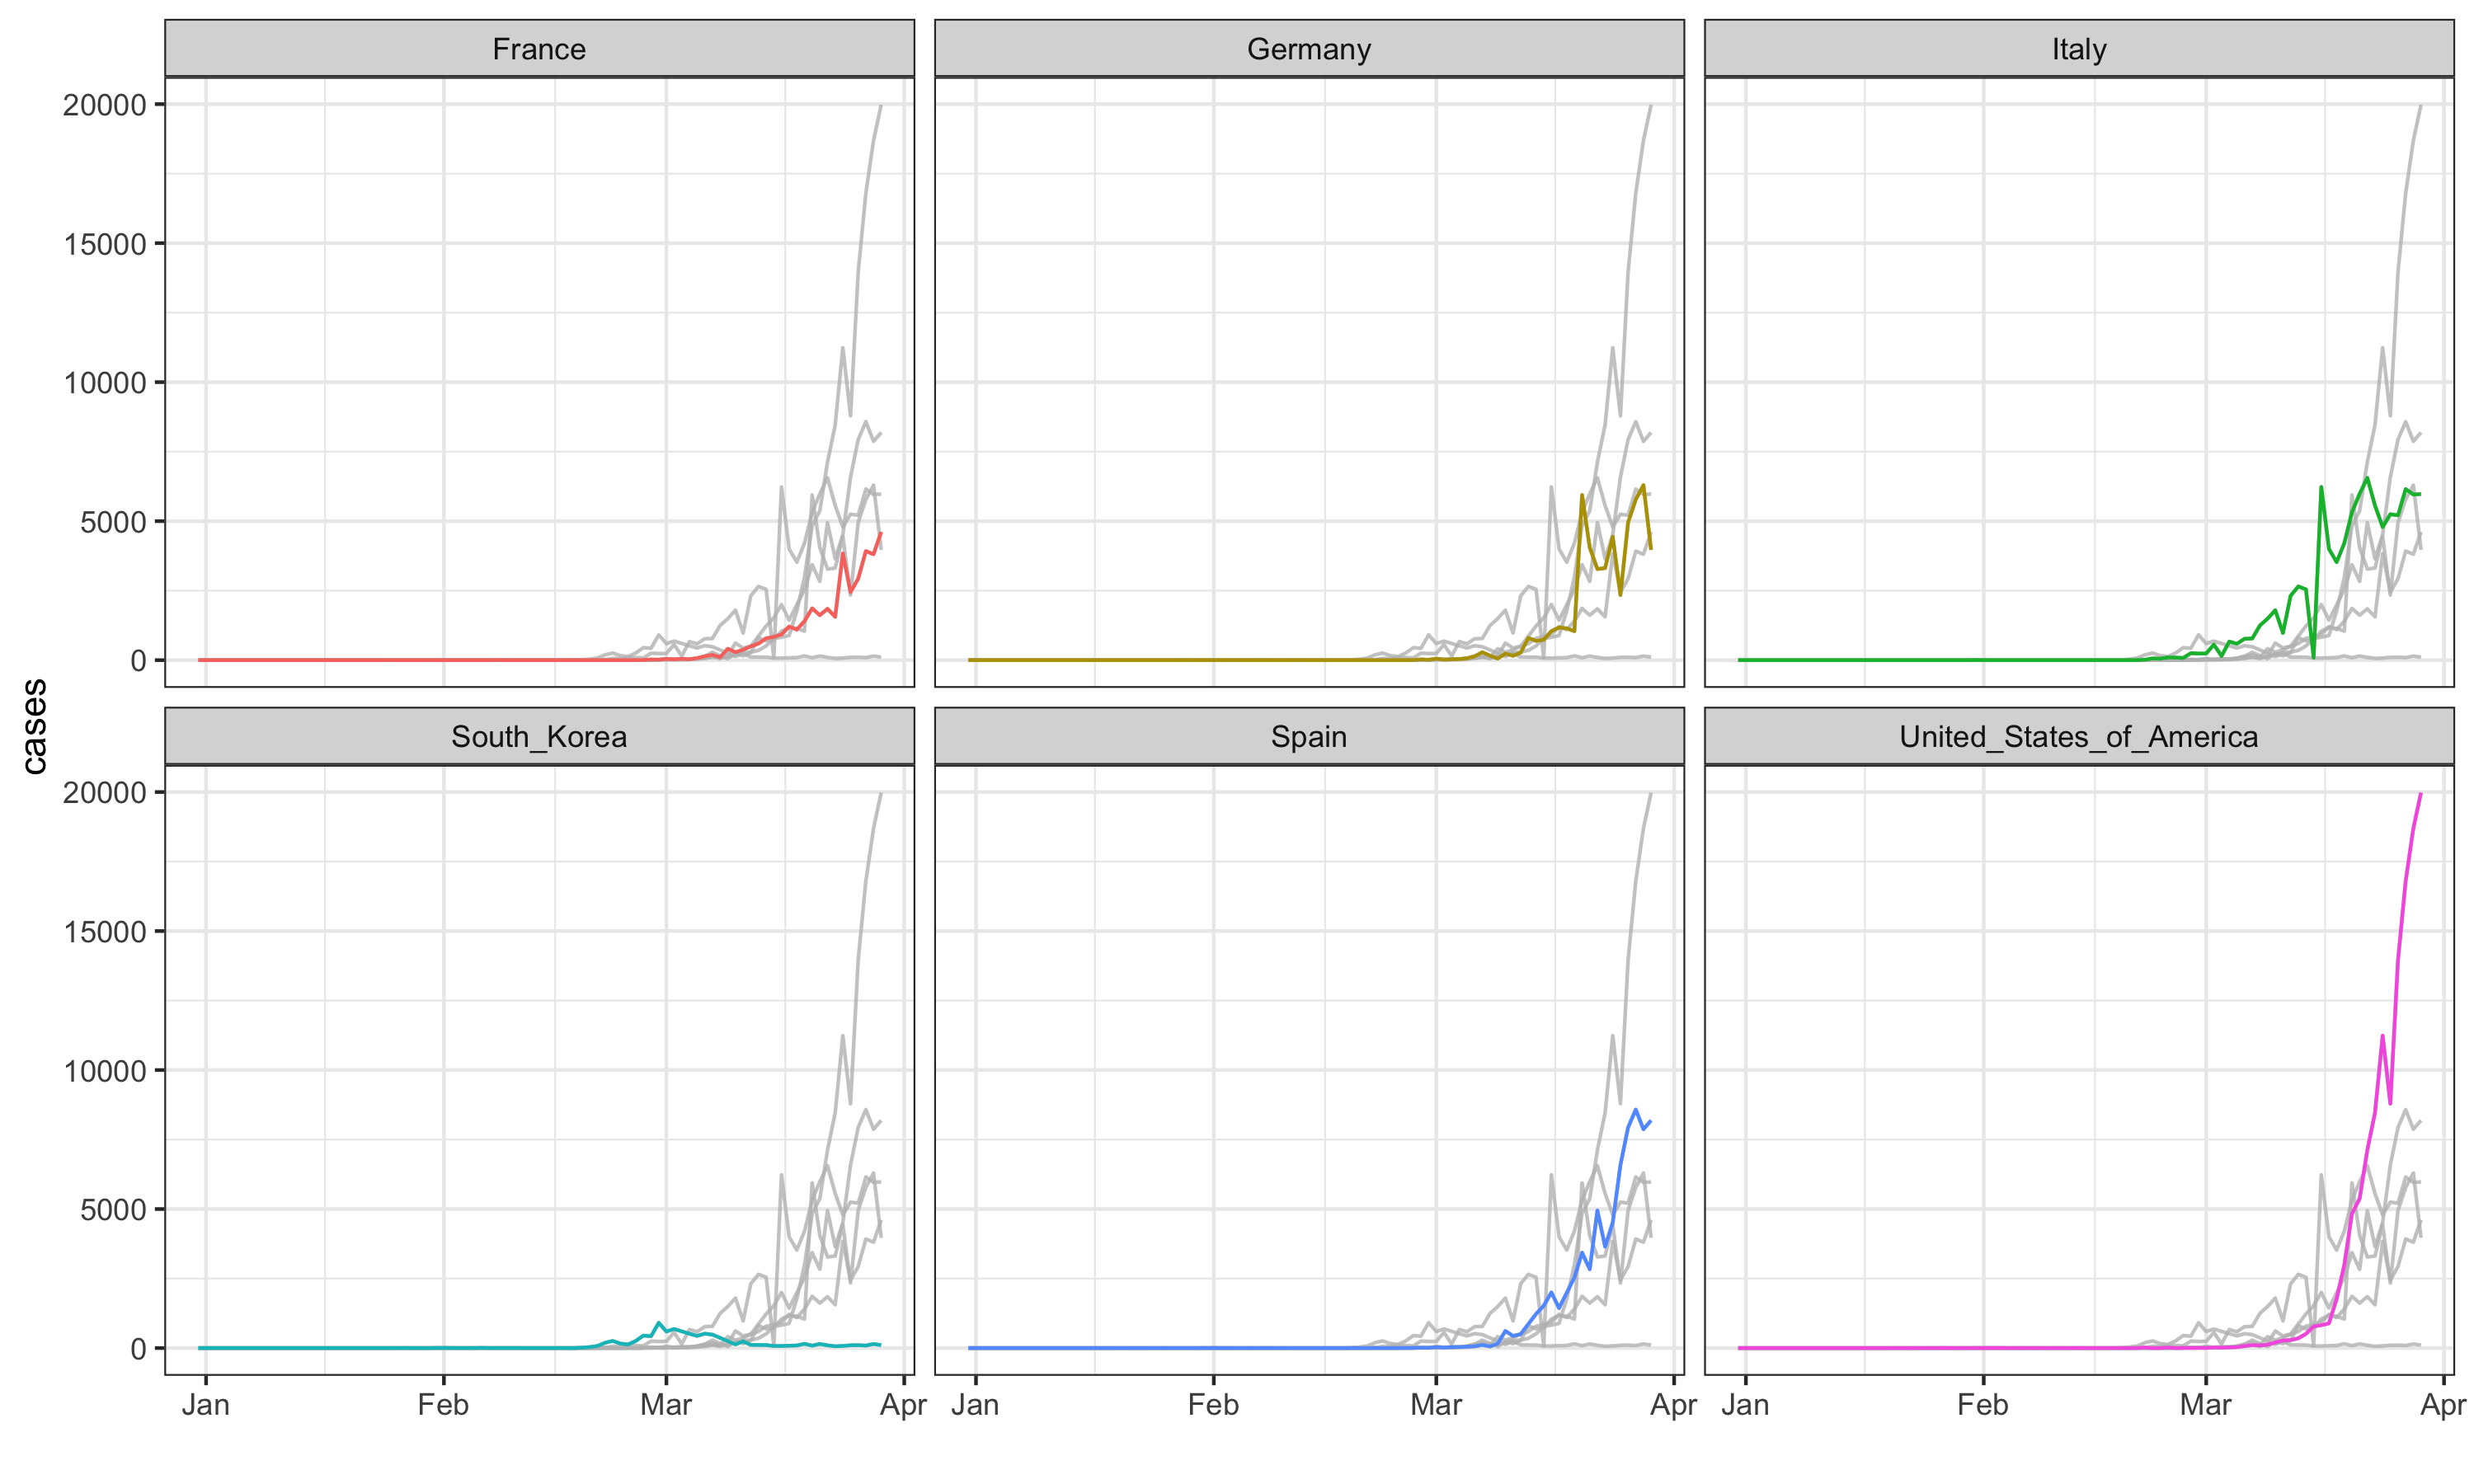 France Germany Italy
20000
15000
10000
5000
0
cases
South_Korea Spain United_States_of_America
20000
15000
10000
5000
0
Jan Feb Mar Apr Jan Feb Mar Apr Jan Feb Mar Apr